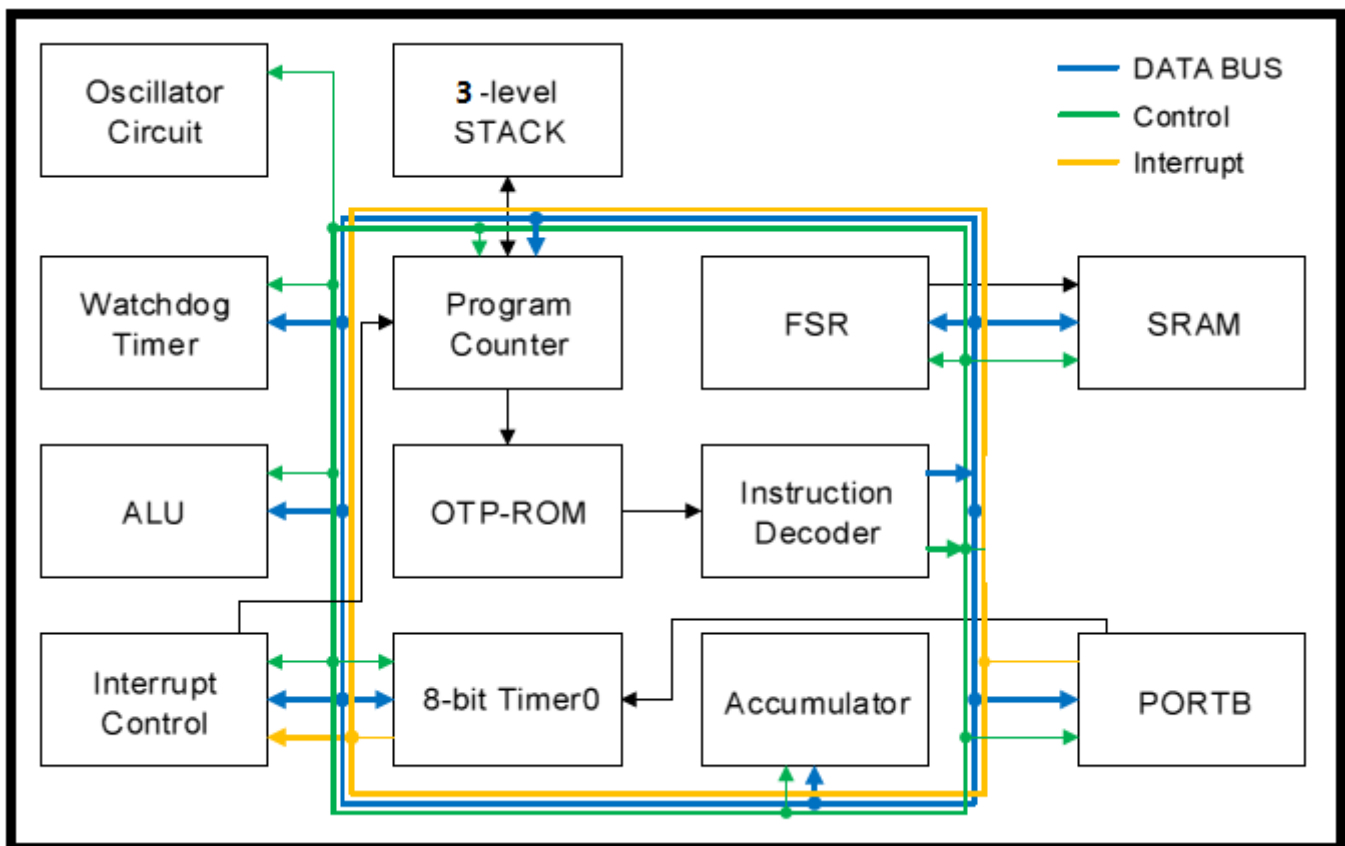 Oscillator
Circuit
3-level
STACK
DATA BUS
Control
Interrupt
Watchdog
Timer
Program
Counter
FSR
SRAM
ALU
OTP-ROM
Instruction
Decoder
Interrupt
Control
8-bit Timer0
Accumulator
PORTB